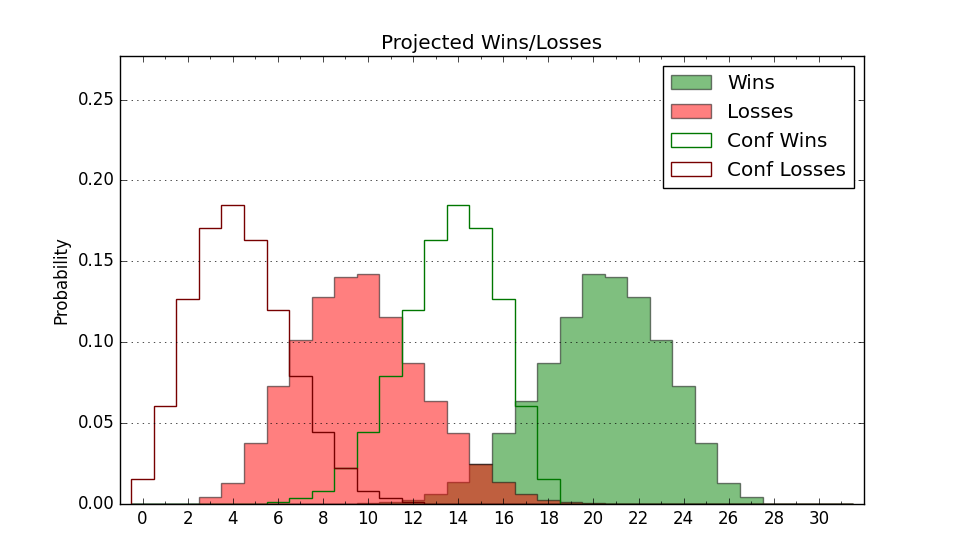 Projected Wins/Losses
Wins
Losses
Conf Wins
Conf Losses
Probability
0.25
0.20
0.15
0.10
0.05
0.00
0 2 4 6 8 10 12 14 16 18 20 22 24 26 28 30